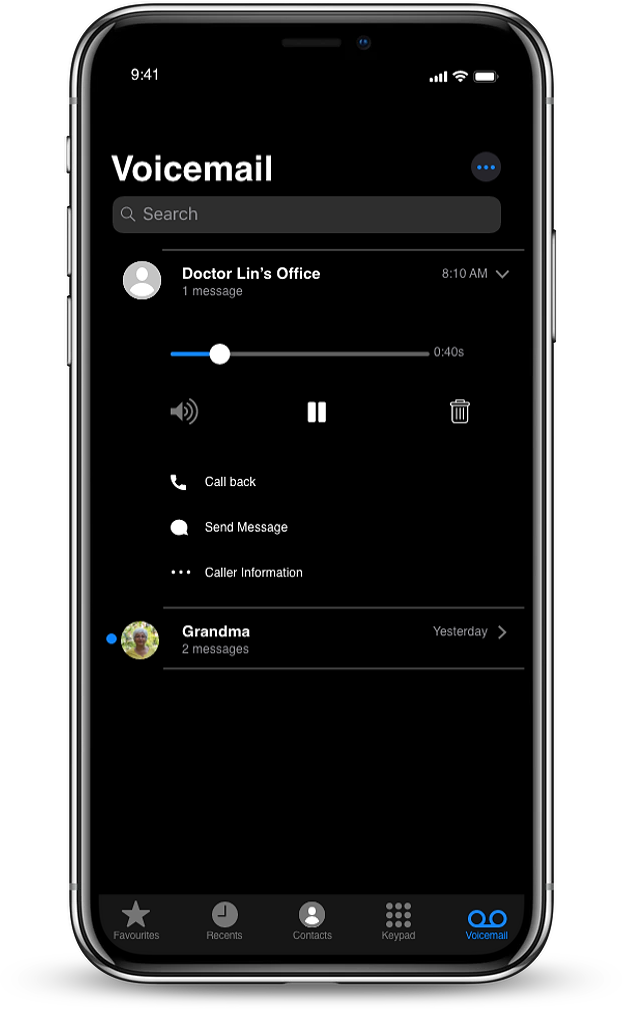 9:41
Voicemail
Search
Doctor Lin's Office
8:10 AM
1 message
0:40s
Call back
Send Message
Caller Information
Grandma
Yesterday
2 messages
Favourites
Recents
Contacts
Keypad
Voicemail